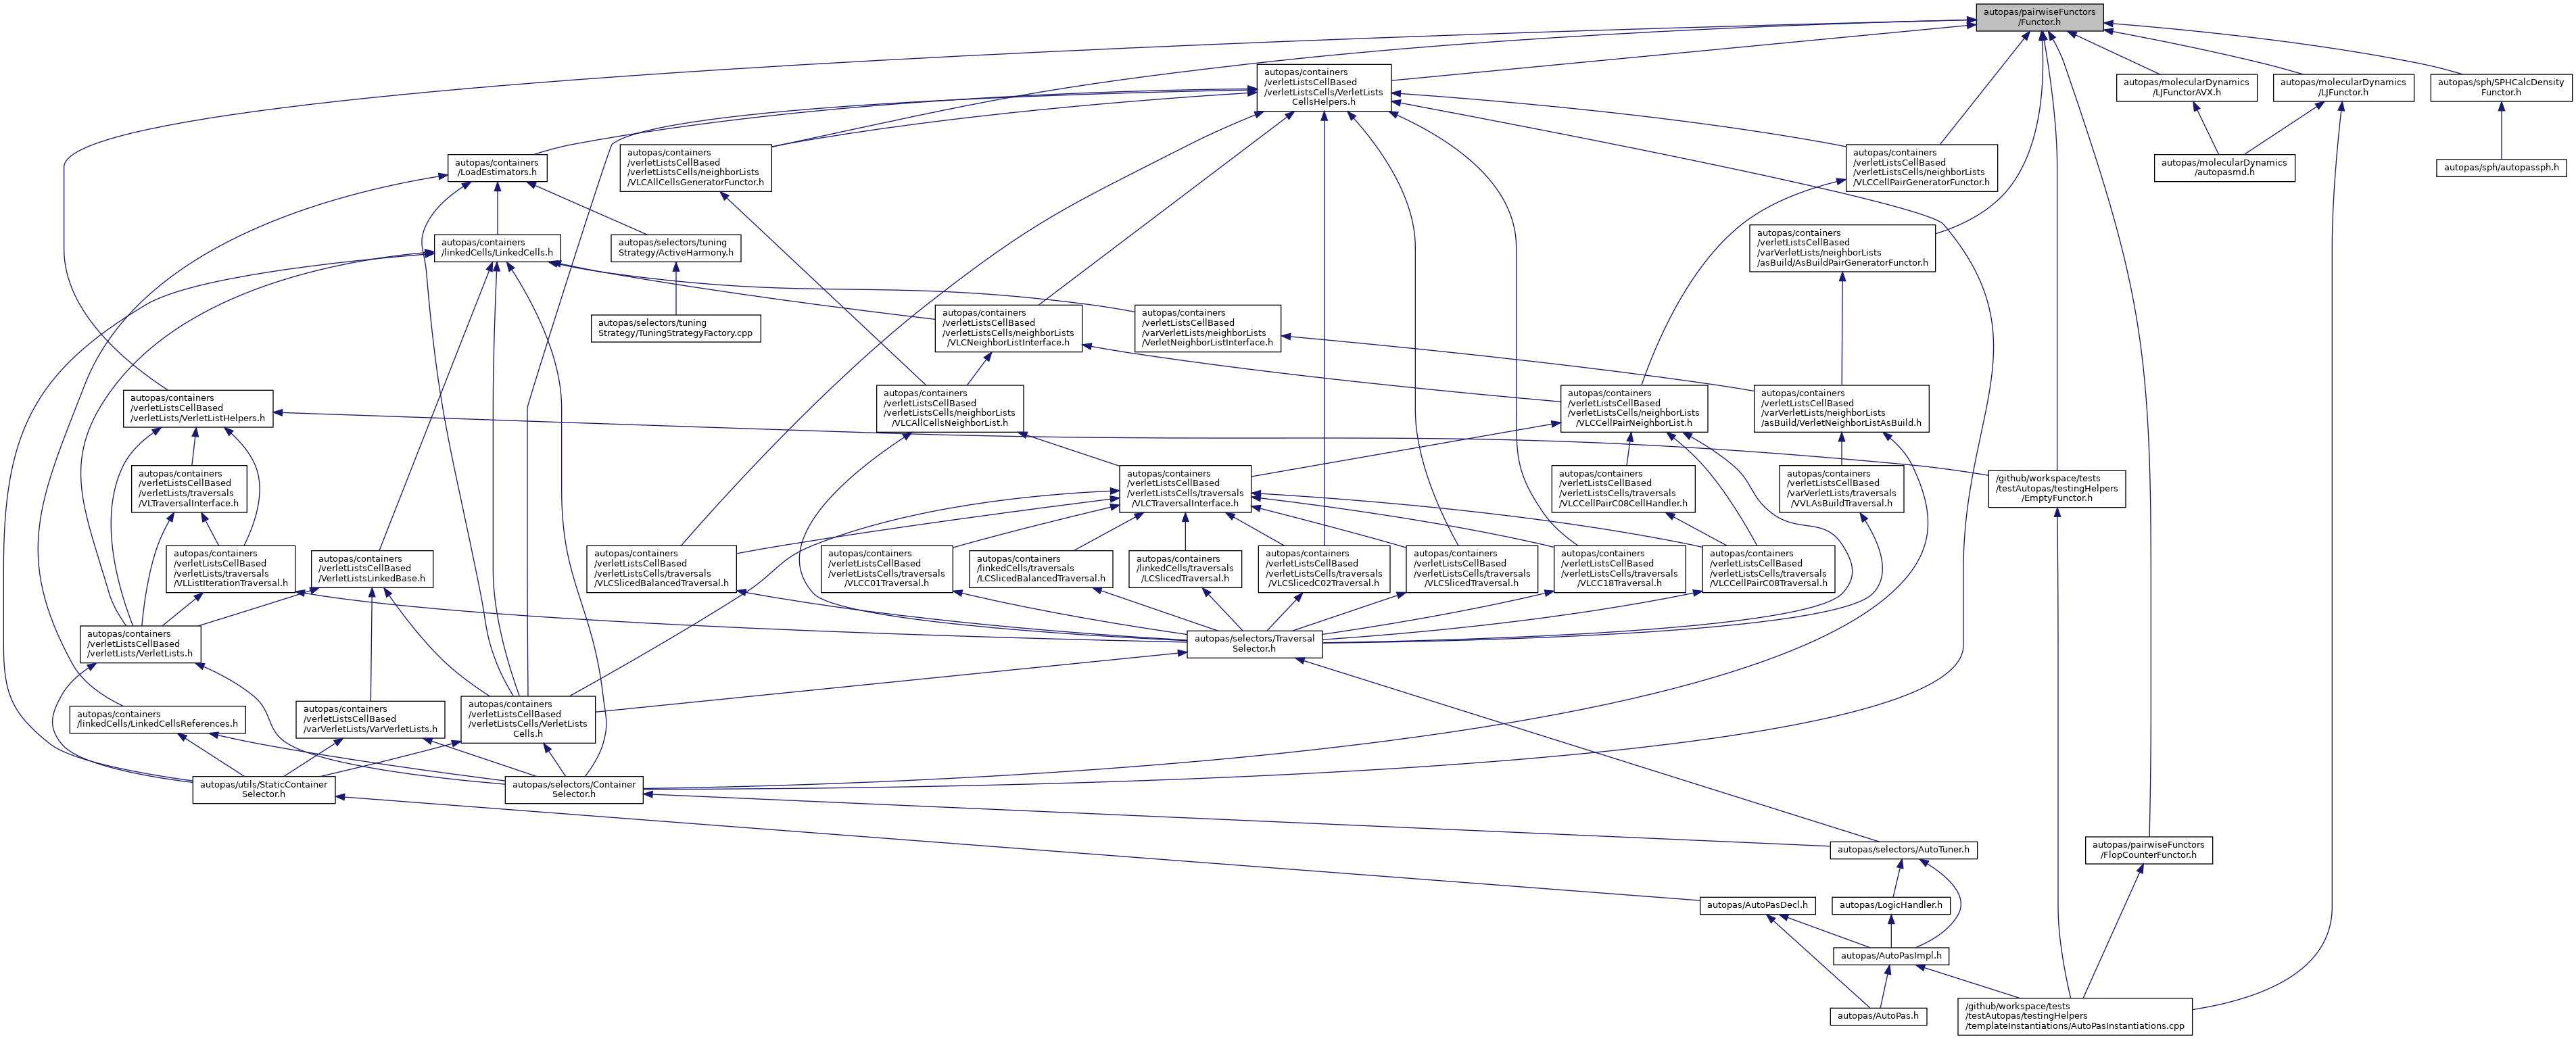 autopas/pairwiseFunctors
/Functor.h
autopas/containers
/verletListsCellBased
/verletListsCells/VerletLists
CellsHelpers.h
autopas/molecularDynamics
/LJFunctorAVX.h
autopas/molecularDynamics
/LJFunctor.h
autopas/sph/SPHCalcDensity
Functor.h
autopas/containers
/LoadEstimators.h
autopas/containers
/verletListsCellBased
/verletListsCells/neighborLists
/VLCAllCellsGeneratorFunctor.h
autopas/containers
/verletListsCellBased
/verletListsCells/neighborLists
/VLCCellPairGeneratorFunctor.h
autopas/molecularDynamics
/autopasmd.h
autopas/sph/autopassph.h
autopas/containers
/linkedCells/LinkedCells.h
autopas/selectors/tuning
Strategy/ActiveHarmony.h
autopas/containers
/verletListsCellBased
/varVerletLists/neighborLists
/asBuild/AsBuildPairGeneratorFunctor.h
autopas/selectors/tuning
Strategy/TuningStrategyFactory.cpp
autopas/containers
/verletListsCellBased
/verletListsCells/neighborLists
/VLCNeighborListInterface.h
autopas/containers
/verletListsCellBased
/varVerletLists/neighborLists
/VerletNeighborListInterface.h
autopas/containers
/verletListsCellBased
/verletLists/VerletListHelpers.h
autopas/containers
/verletListsCellBased
/verletListsCells/neighborLists
/VLCAllCellsNeighborList.h
autopas/containers
/verletListsCellBased
/verletListsCells/neighborLists
/VLCCellPairNeighborList.h
autopas/containers
/verletListsCellBased
/varVerletLists/neighborLists
/asBuild/VerletNeighborListAsBuild.h
autopas/containers
/verletListsCellBased
/verletLists/traversals
/VLTraversalInterface.h
autopas/containers
/verletListsCellBased
/verletListsCells/traversals
/VLCTraversalInterface.h
autopas/containers
/verletListsCellBased
/verletListsCells/traversals
/VLCCellPairC08CellHandler.h
autopas/containers
/verletListsCellBased
/varVerletLists/traversals
/VVLAsBuildTraversal.h
/github/workspace/tests
/testAutopas/testingHelpers
/EmptyFunctor.h
autopas/containers
/verletListsCellBased
/verletLists/traversals
/VLListIterationTraversal.h
autopas/containers
/verletListsCellBased
/VerletListsLinkedBase.h
autopas/containers
/verletListsCellBased
/verletListsCells/traversals
/VLCSlicedBalancedTraversal.h
autopas/containers
/verletListsCellBased
/verletListsCells/traversals
/VLCC01Traversal.h
autopas/containers
/linkedCells/traversals
/LCSlicedBalancedTraversal.h
autopas/containers
/linkedCells/traversals
/LCSlicedTraversal.h
autopas/containers
/verletListsCellBased
/verletListsCells/traversals
/VLCSlicedC02Traversal.h
autopas/containers
/verletListsCellBased
/verletListsCells/traversals
/VLCSlicedTraversal.h
autopas/containers
/verletListsCellBased
/verletListsCells/traversals
/VLCC18Traversal.h
autopas/containers
/verletListsCellBased
/verletListsCells/traversals
/VLCCellPairC08Traversal.h
autopas/containers
/verletListsCellBased
/verletLists/VerletLists.h
autopas/selectors/Traversal
Selector.h
autopas/containers
/linkedCells/LinkedCellsReferences.h
autopas/containers
/verletListsCellBased
/varVerletLists/VarVerletLists.h
autopas/containers
/verletListsCellBased
/verletListsCells/VerletLists
Cells.h
autopas/utils/StaticContainer
Selector.h
autopas/selectors/Container
Selector.h
autopas/selectors/AutoTuner.h
autopas/pairwiseFunctors
/FlopCounterFunctor.h
autopas/AutoPasDecl.h
autopas/LogicHandler.h
autopas/AutoPasImpl.h
autopas/AutoPas.h
/github/workspace/tests
/testAutopas/testingHelpers
/templateInstantiations/AutoPasInstantiations.cpp